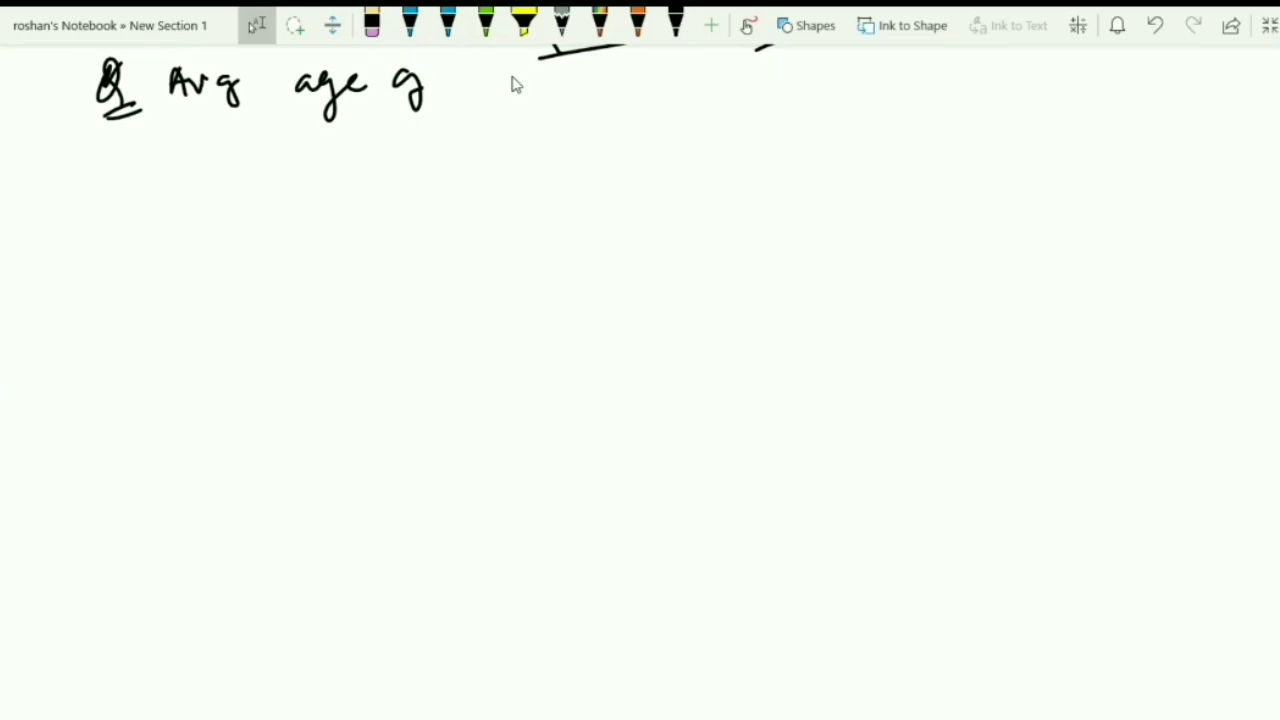 roshan's Notebook » New Section 1 Shapes Ink to Shape Ink to Text
Q Avg age of